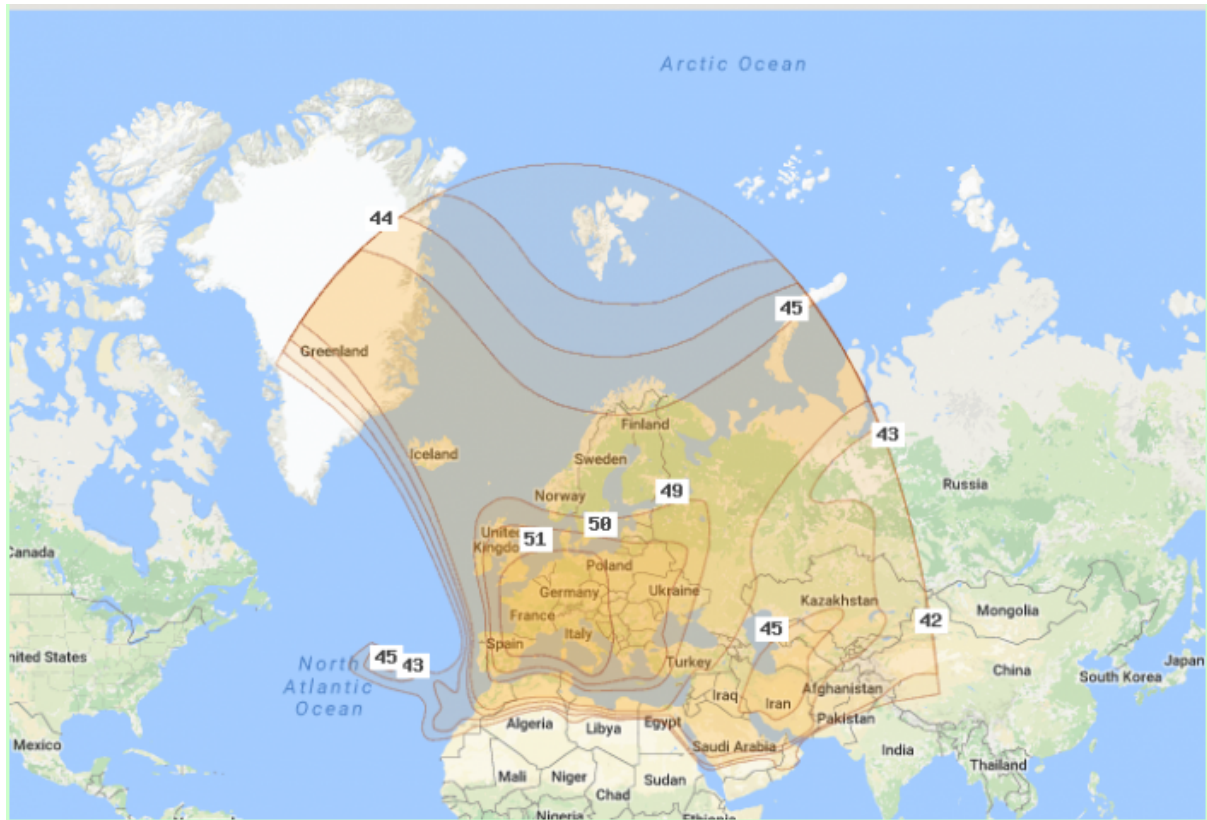 Arctic Ocean
44
Greenland
45
Iceland
Finland
43
Sweden
Russia
Norway
49
50
United
Kingdo
51
Canada
Poland
Germany
Ukraine
Kazakhstan
Mongolia
France
42
45
Italy
Spain
nited States
45
43
North
Atlantic
Ocean
Turkey
China
Japan
South Korea
Iraq
Iran
Afghanistan
Pakistan
Algeria
Libya
Egypt
Saudi Arabia
India
Mexico
Thailand
Mali
Niger
Sudan
Chad